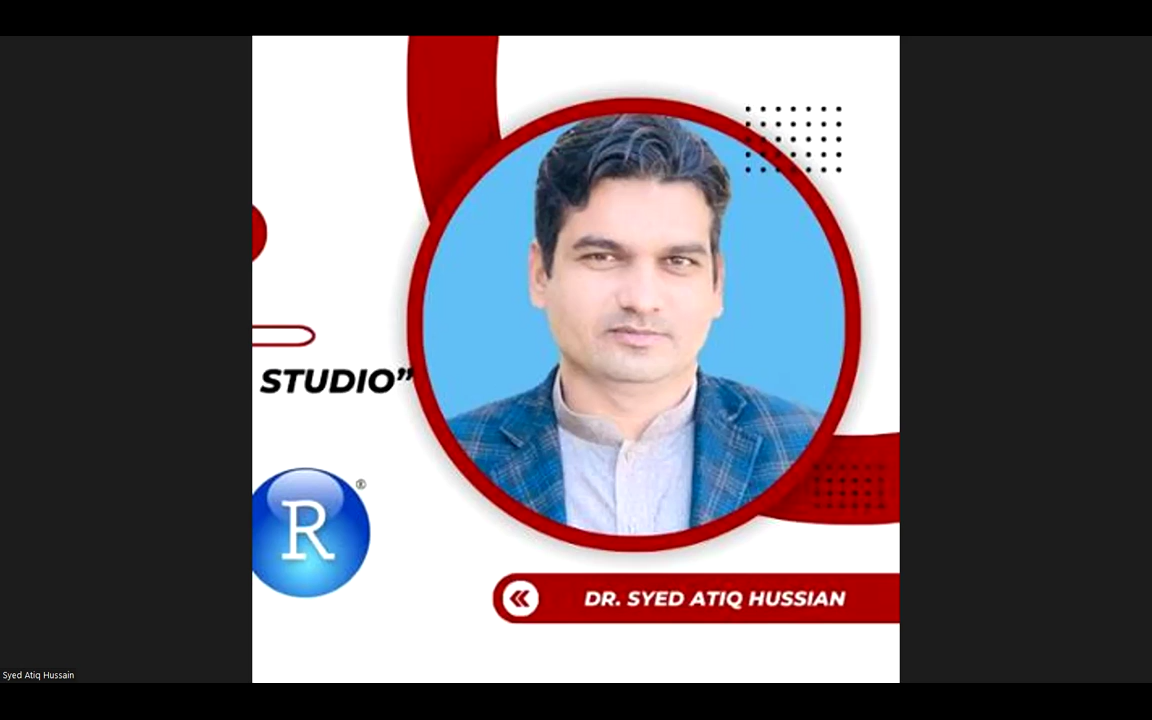 STUDIO”
R
®
DR. SYED ATIQ HUSSIAN
Syed Atiq Hussain